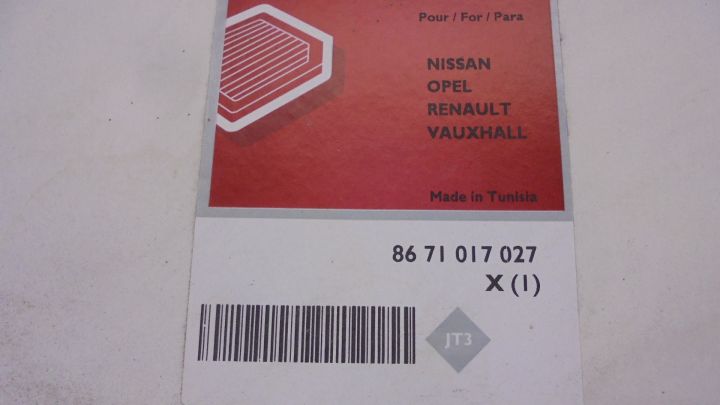 Pour / For / Para
NISSAN
OPEL
RENAULT
VAUXHALL
Made in Tunisia
86 71 017 027
X (1)
JT3